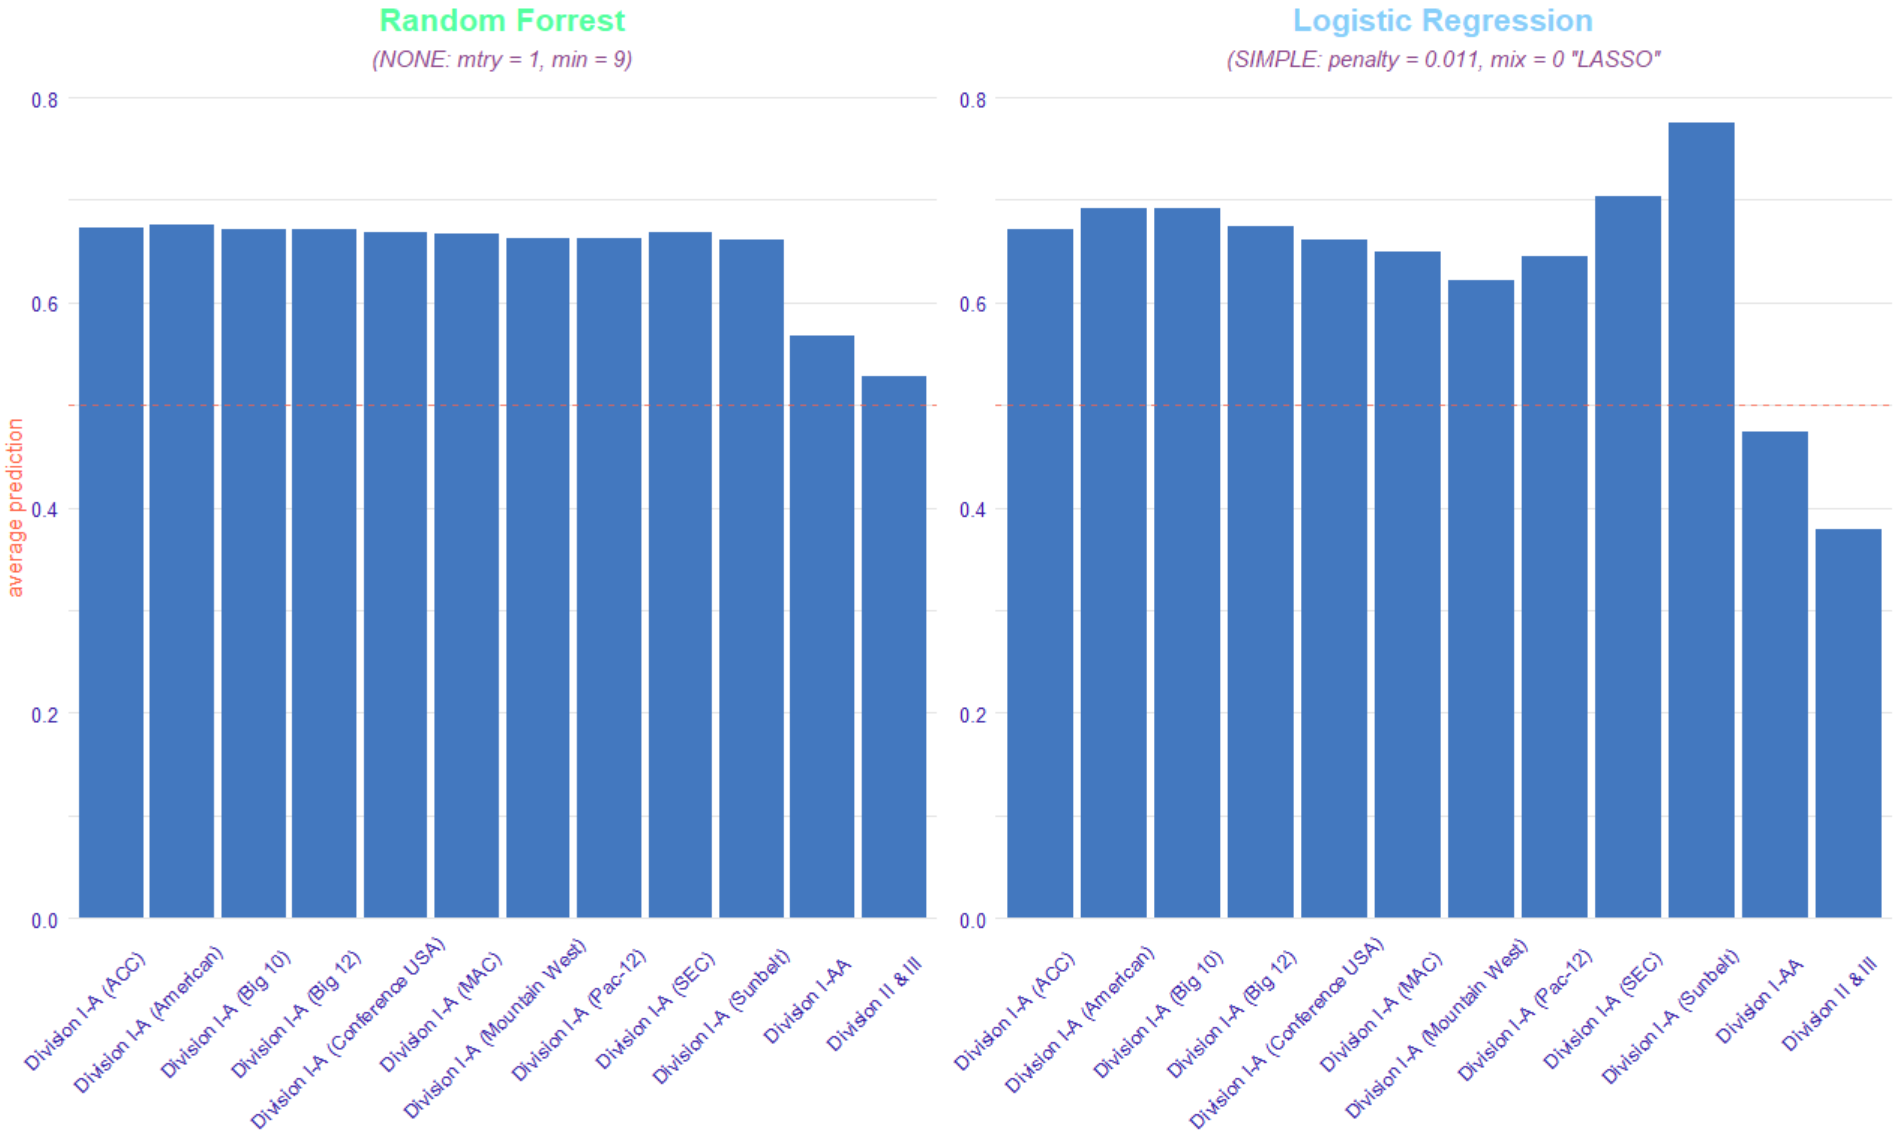 Random Forrest
(NONE: mtry = 1, min = 9)
0.8
0.6
0.4
0.2
0.0
average prediction
Division I-A (ACC)
Division I-A (American)
Division I-A (Big 10)
Division I-A (Big 12)
Division I-A (Conference USA)
Division I-A (MAC)
Division I-A (Mountain West)
Division I-A (Pac-12)
Division I-A (SEC)
Division I-A (Sunbelt)
Division I-AA
Division II & III
Logistic Regression
(SIMPLE: penalty = 0.011, mix = 0 "LASSO"
0.8
0.6
0.4
0.2
0.0
Division I-A (ACC)
Division I-A (American)
Division I-A (Big 10)
Division I-A (Big 12)
Division I-A (Conference USA)
Division I-A (MAC)
Division I-A (Mountain West)
Division I-A (Pac-12)
Division I-A (SEC)
Division I-A (Sunbelt)
Division I-AA
Division II & III